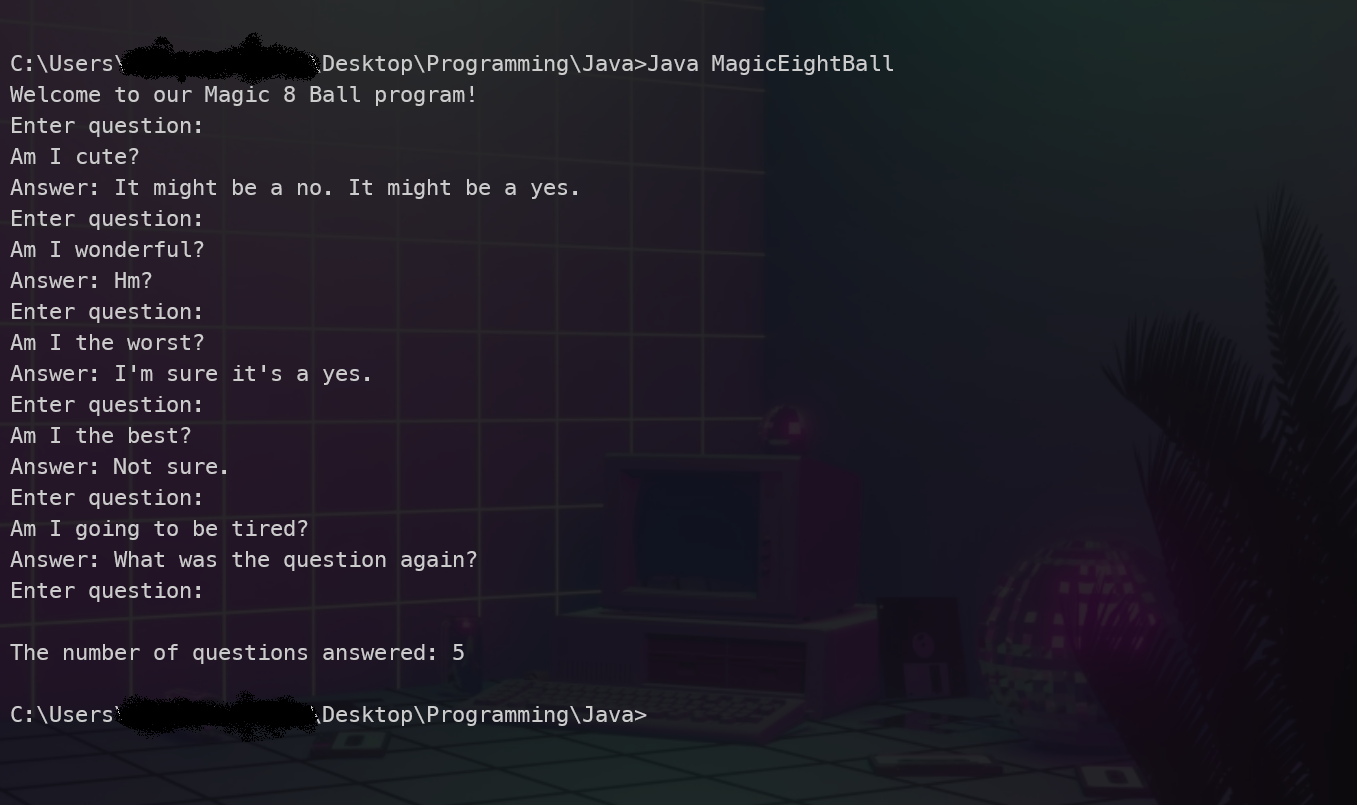 C:\Users\ \Desktop\Programming\Java>Java MagicEightBall
Welcome to our Magic 8 Ball program!
Enter question:
Am I cute?
Answer: It might be a no. It might be a yes.
Enter question:
Am I wonderful?
Answer: Hm?
Enter question:
Am I the worst?
Answer: I'm sure it's a yes.
Enter question:
Am I the best?
Answer: Not sure.
Enter question:
Am I going to be tired?
Answer: What was the question again?
Enter question:
The number of questions answered: 5
C:\Users\ \Desktop\Programming\Java>